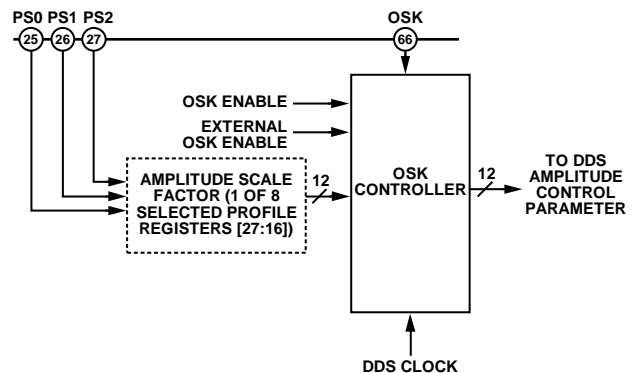 PS0 PS1 PS2 OSK
25 26 27 66
OSK ENABLE
EXTERNAL
OSK ENABLE
AMPLITUDE SCALE
FACTOR (1 OF 8
SELECTED PROFILE
REGISTERS [27:16])
12
OSK
CONTROLLER
12
TO DDS
AMPLITUDE
CONTROL
PARAMETER
DDS CLOCK